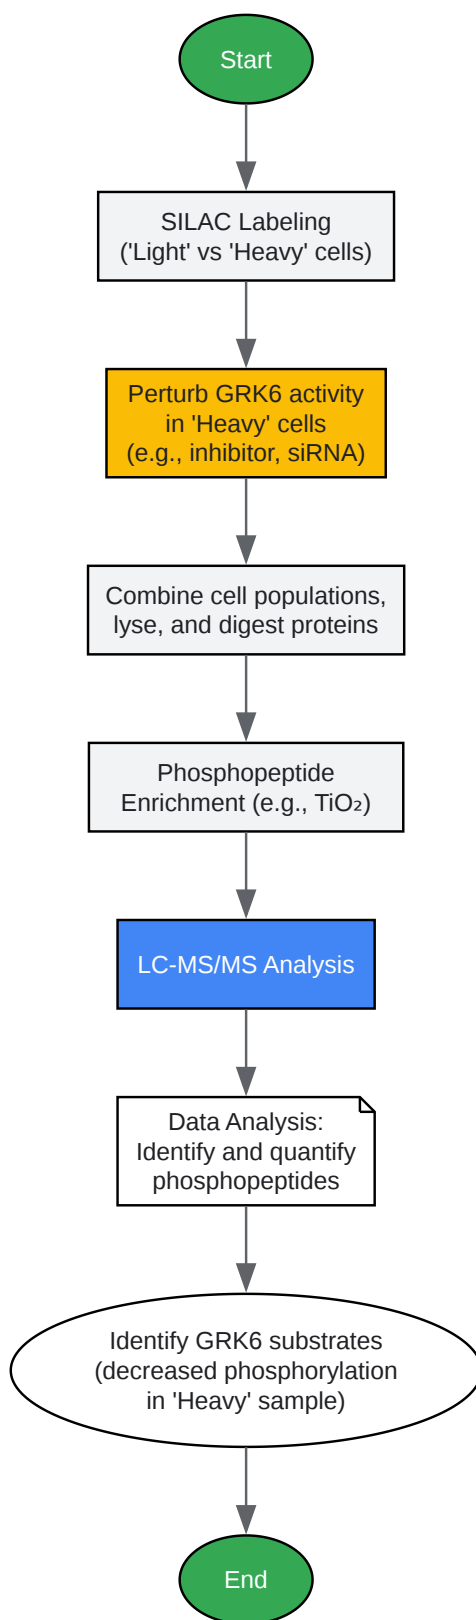 Start
SILAC Labeling
('Light' vs 'Heavy' cells)
Perturb GRK6 activity
in 'Heavy' cells
(e.g., inhibitor, siRNA)
Combine cell populations,
lyse, and digest proteins
Phosphopeptide
Enrichment (e.g., TiO₂)
LC-MS/MS Analysis
Data Analysis:
Identify and quantify
phosphopeptides
Identify GRK6 substrates
(decreased phosphorylation
in 'Heavy' sample)
End